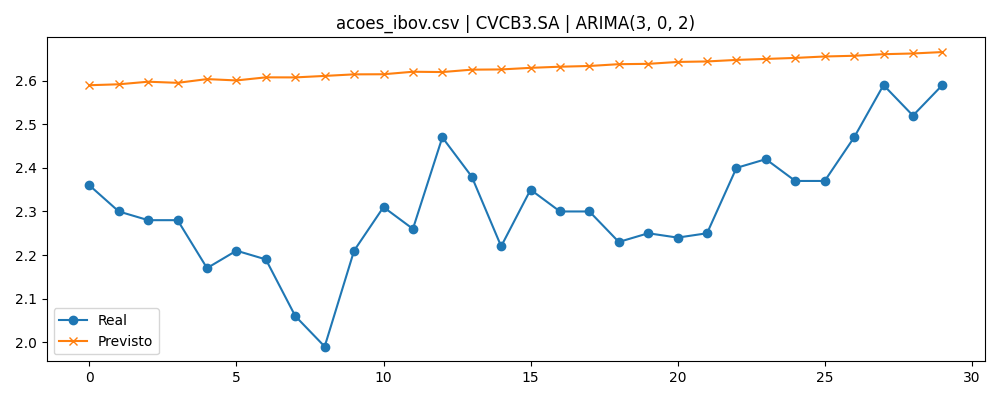 acoes_ibov.csv | CVCB3.SA | ARIMA(3, 0, 2)
2.6
2.5
2.4
2.3
2.2
2.1
2.0
Real
Previsto
0 5 10 15 20 25 30